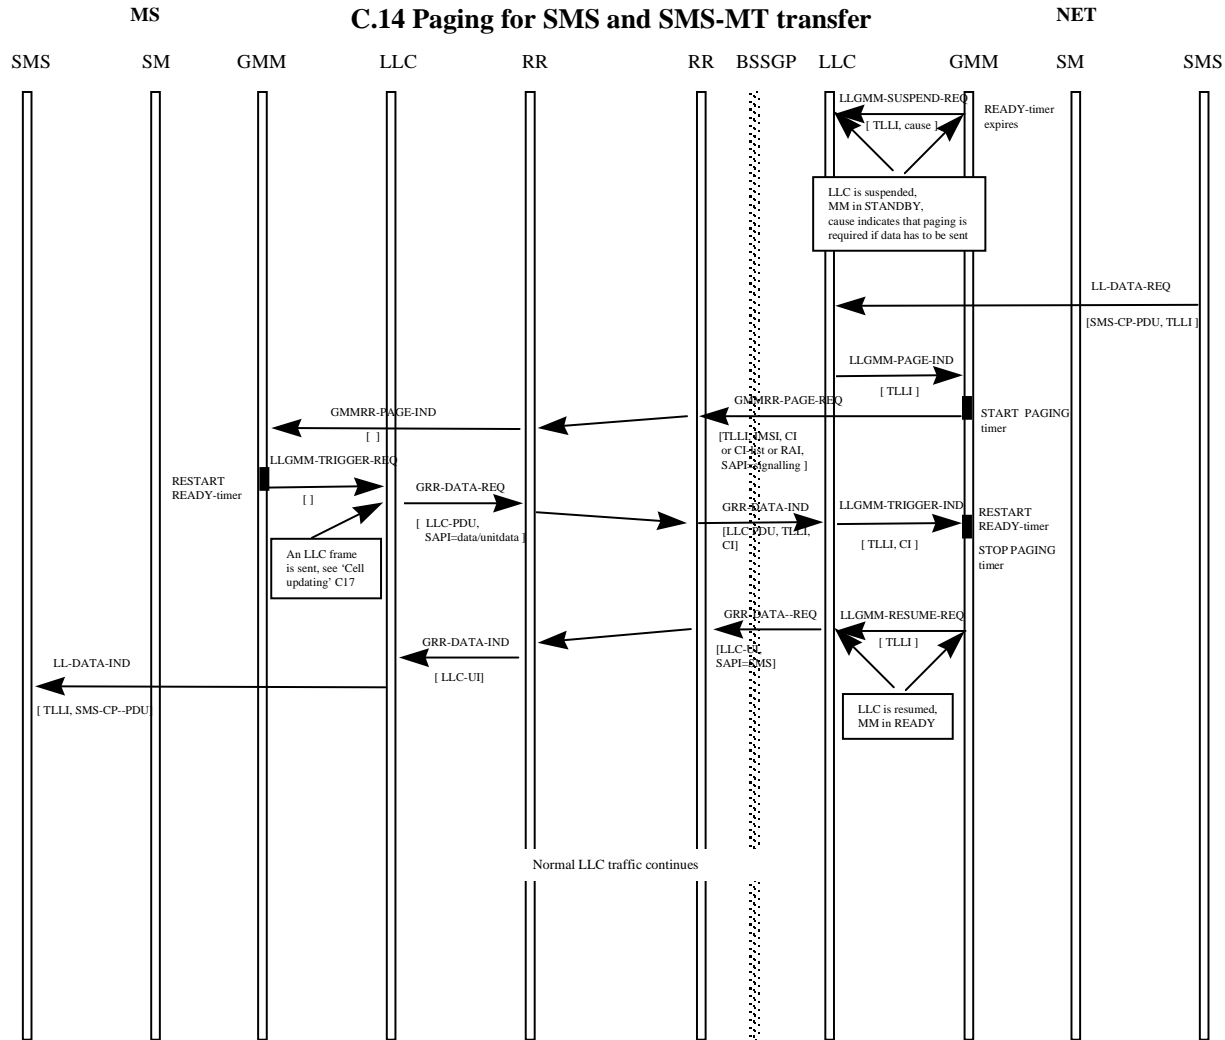 MS
C.14 Paging for SMS and SMS-MT transfer
NET
SMS SM GMM LLC RR RR BSSGP LLC GMM SM SMS
LLGMM-SUSPEND-REQ
[ TLLI, cause ]
READY-timer
expires
LLC is suspended,
MM in STANDBY,
cause indicates that paging is
required if data has to be sent
LL-DATA-REQ
[SMS-CP-PDU, TLLI ]
LLGMM-PAGE-IND
[ TLLI ]
GMMRR-PAGE-REQ
START PAGING
timer
GMMRR-PAGE-IND
[ ]
[TLLI, IMSI, CI
or CI-list or RAI,
SAPI=signalling ]
LLGMM-TRIGGER-REQ
[ ]
RESTART
READY-timer
GRR-DATA-REQ
[ LLC-PDU,
SAPI=data/unitdata ]
GRR-DATA-IND
[LLC-PDU, TLLI,
CI]
LLGMM-TRIGGER-IND
[ TLLI, CI ]
RESTART
READY-timer
STOP PAGING
timer
An LLC frame
is sent, see ‘Cell
updating’ C17
GRR-DATA--REQ
[LLC-UI,
SAPI=SMS]
LLGMM-RESUME-REQ
[ TLLI ]
GRR-DATA-IND
[ LLC-UI]
LL-DATA-IND
[ TLLI, SMS-CP--PDU]
LLC is resumed,
MM in READY
Normal LLC traffic continues